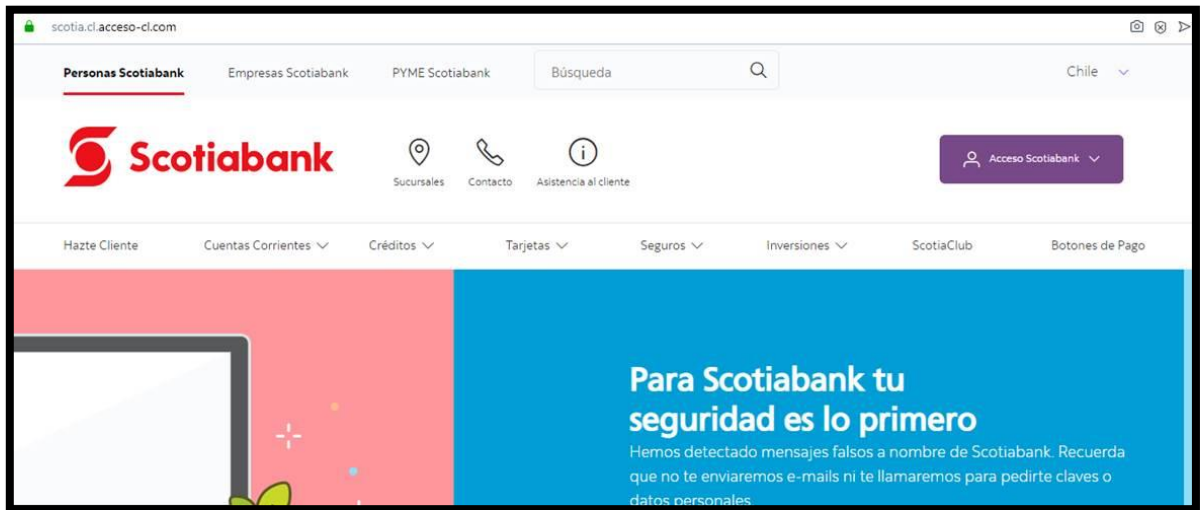 scotia.cl.acceso-cl.com
Personas Scotiabank Empresas Scotiabank PYME Scotiabank Búsqueda Chile
Scotiabank
Sucursales Contacto Asistencia al cliente
Acceso Scotiabank
Hazte Cliente Cuentas Corrientes Créditos Tarjetas Seguros Inversiones ScotiaClub Botones de Pago
Para Scotiabank tu
seguridad es lo primero
Hemos detectado mensajes falsos a nombre de Scotiabank. Recuerda
que no te enviaremos e-mails ni te llamaremos para pedirte claves o
datos personales